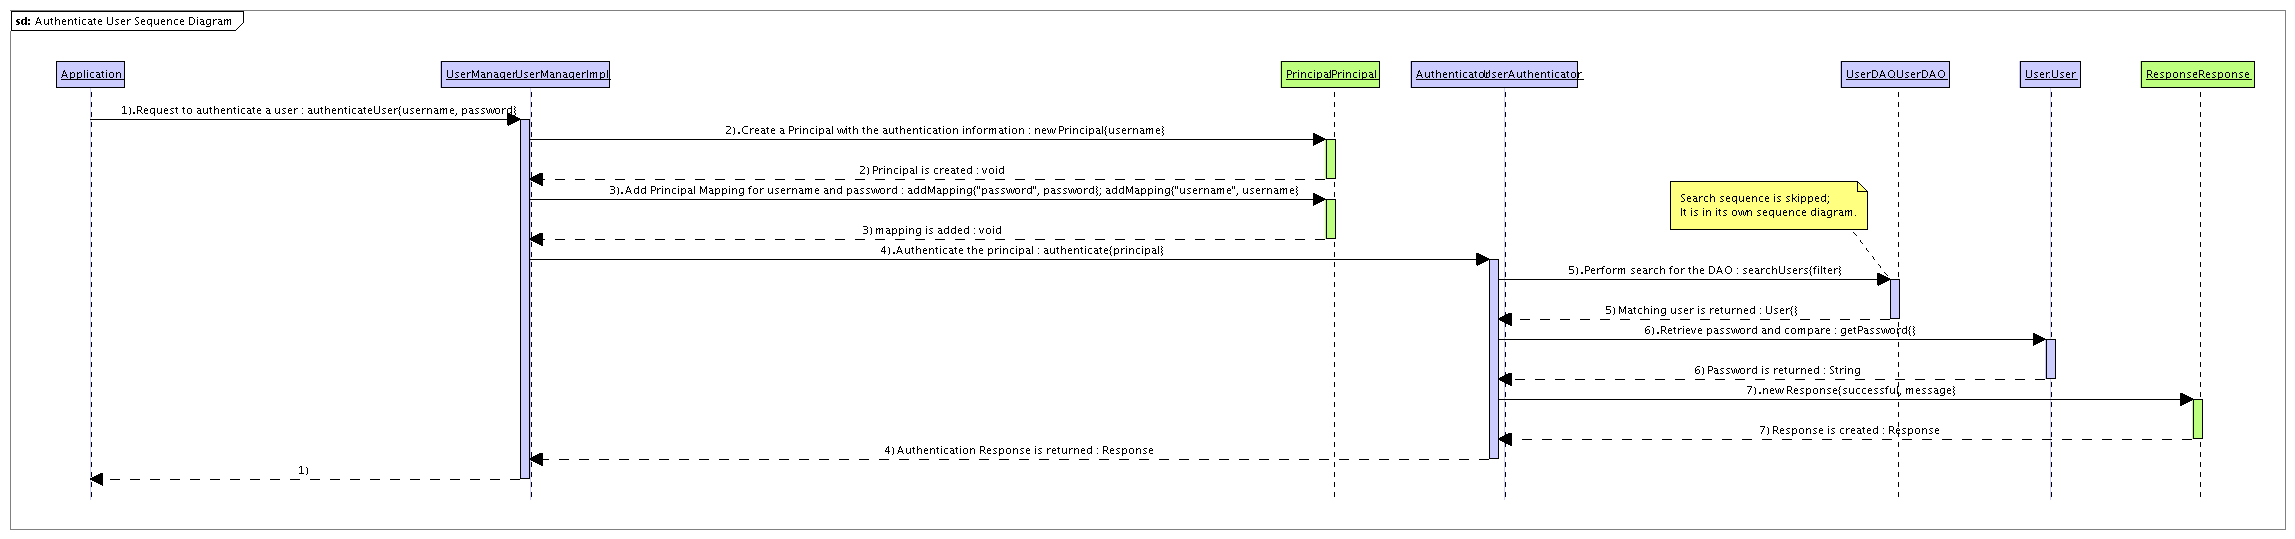 sd: Authenticate User Sequence Diagram
Application
UserManagerUserManagerImpl
PrincipalPrincipal
AuthenticatorUserAuthenticator
UserDAOUserDAO
User:User
ResponseResponse
1).Request to authenticate a user : authenticateUser{username, password}
2).Create a Principal with the authentication information : new Principal{username}
2) Principal is created : void
3).Add Principal Mapping for username and password : addMapping{"password", password}; addMapping{"username", username}
Search sequence is skipped;
It is in its own sequence diagram.
3) mapping is added : void
4).Authenticate the principal : authenticate{principal}
5).Perform search for the DAO : searchUsers{filter}
5) Matching user is returned : User{}
6).Retrieve password and compare : getPassword{}
6) Password is returned : String
7).new Response{successful, message}
7) Response is created : Response
4) Authentication Response is returned : Response
1)